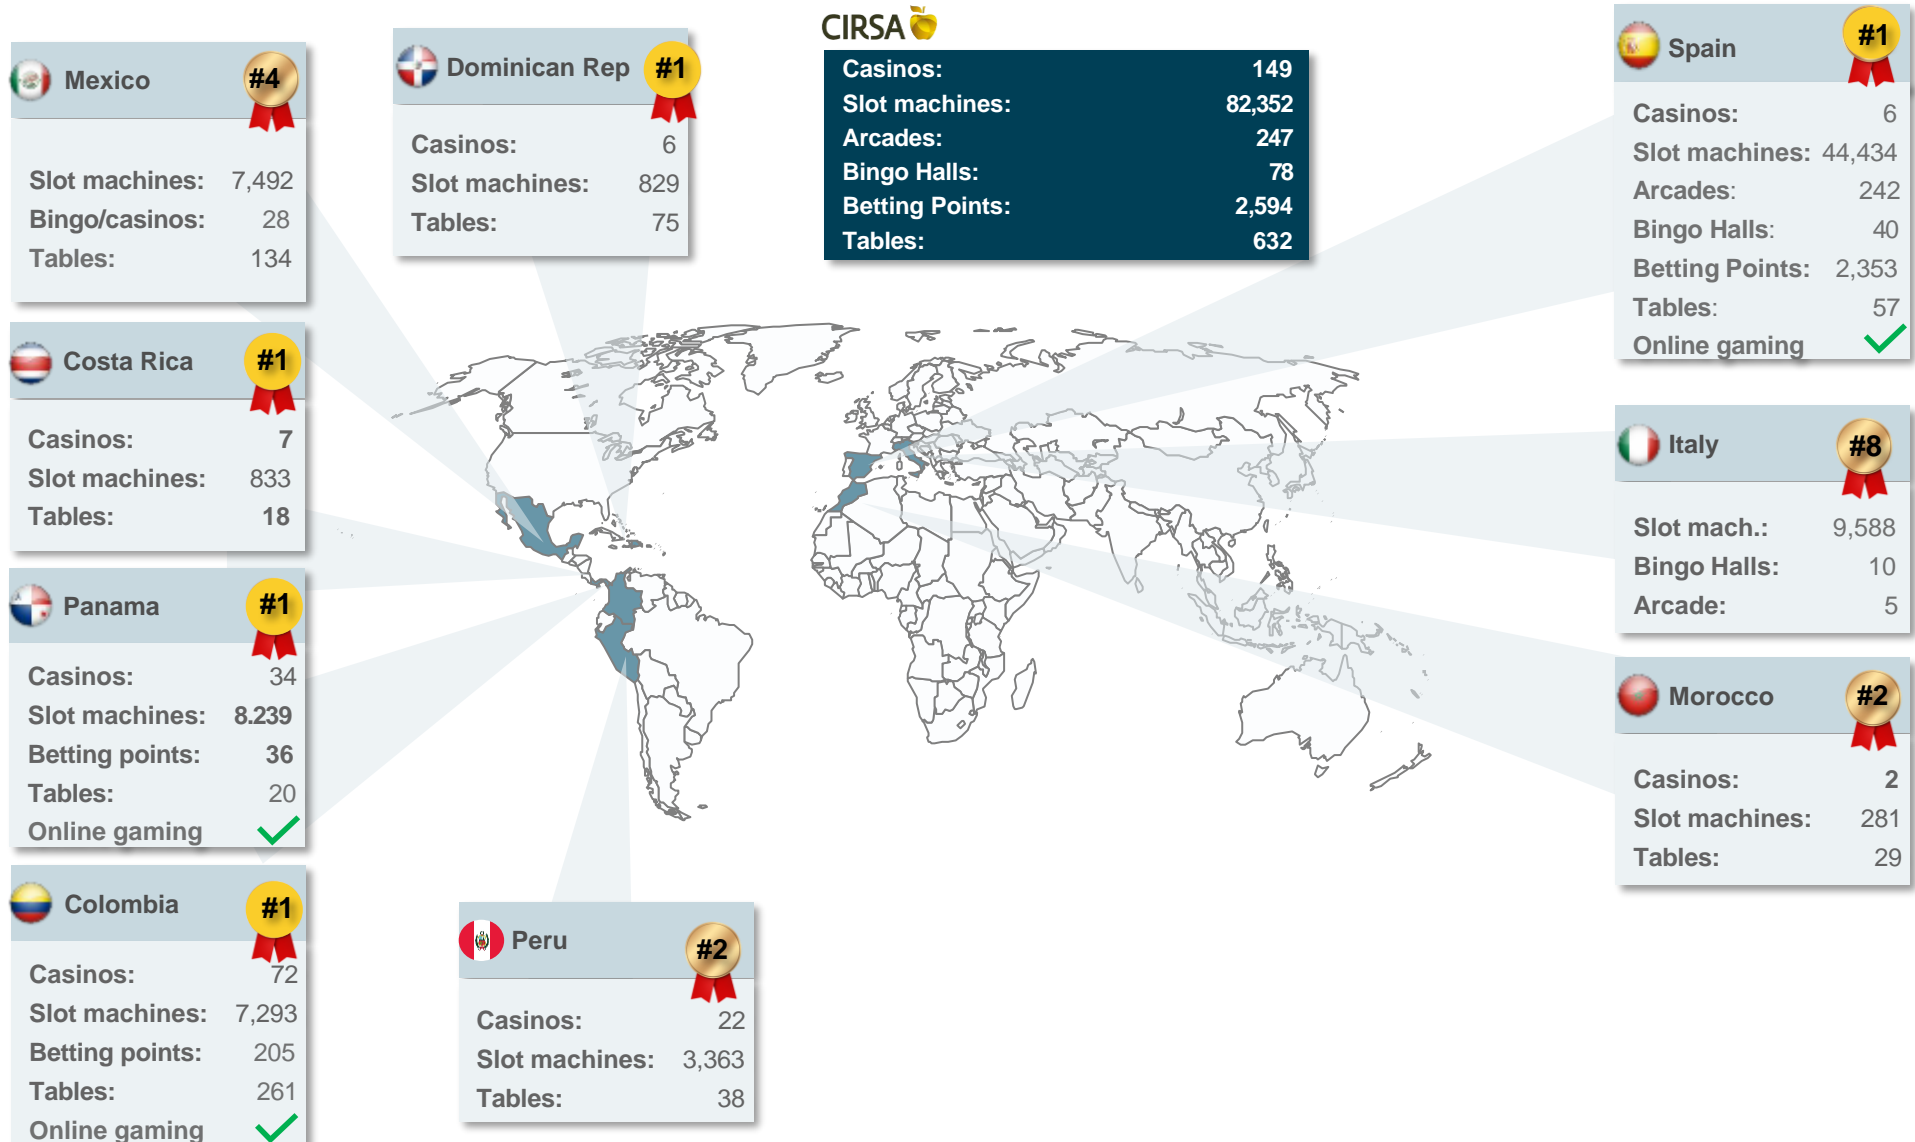 CIRSA
Casinos: 149
Slot machines: 82,352
Arcades: 247
Bingo Halls: 78
Betting Points: 2,594
Tables: 632
Mexico #4
Slot machines: 7,492
Bingo/casinos: 28
Tables: 134
Dominican Rep #1
Casinos: 6
Slot machines: 829
Tables: 75
Spain #1
Casinos: 6
Slot machines: 44,434
Arcades: 242
Bingo Halls: 40
Betting Points: 2,353
Tables: 57
Online gaming
Costa Rica #1
Casinos: 7
Slot machines: 833
Tables: 18
Italy #8
Slot mach.: 9,588
Bingo Halls: 10
Arcade: 5
Panama #1
Casinos: 34
Slot machines: 8.239
Betting points: 36
Tables: 20
Online gaming
Morocco #2
Casinos: 2
Slot machines: 281
Tables: 29
Colombia #1
Casinos: 72
Slot machines: 7,293
Betting points: 205
Tables: 261
Online gaming
Peru #2
Casinos: 22
Slot machines: 3,363
Tables: 38